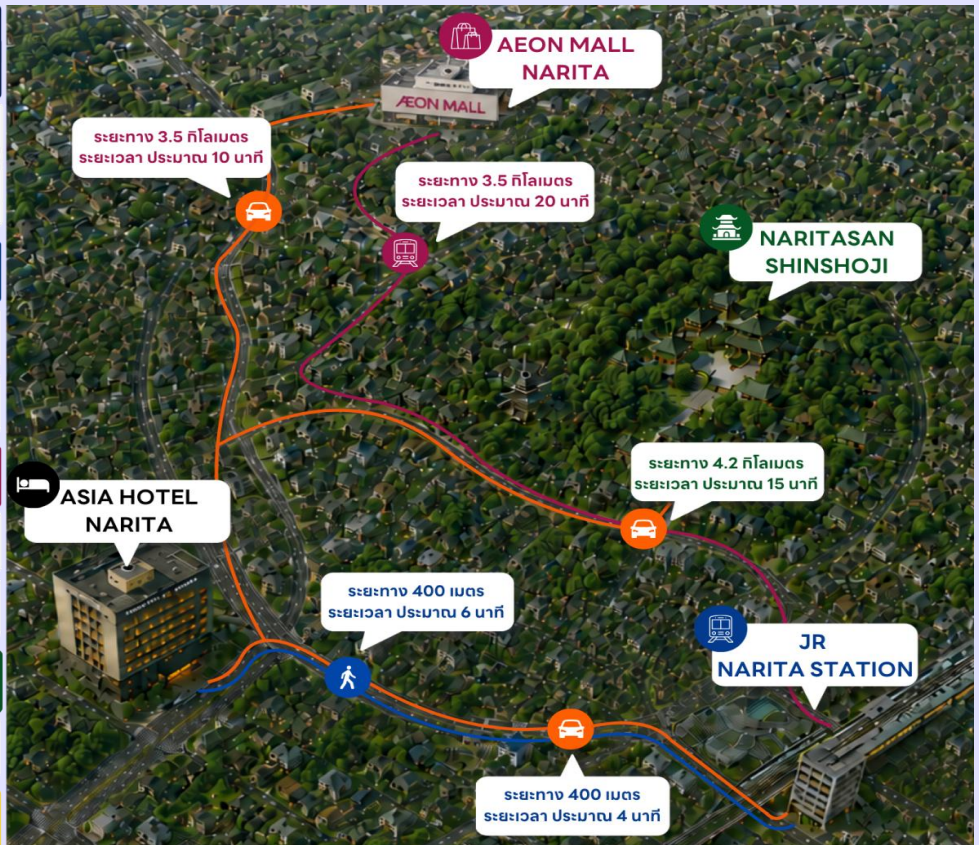 AEON MALL
NARITA
AEON MALL
ระยะทาง 3.5 กิโลเมตร
ระยะเวลา ประมาณ 10 นาที
ระยะทาง 3.5 กิโลเมตร
ระยะเวลา ประมาณ 20 นาที
NARITASAN
SHINSHOJI
ระยะทาง 4.2 กิโลเมตร
ระยะเวลา ประมาณ 15 นาที
ASIA HOTEL
NARITA
ระยะทาง 400 เมตร
ระยะเวลา ประมาณ 6 นาที
JR
NARITA STATION
ระยะทาง 400 เมตร
ระยะเวลา ประมาณ 4 นาที